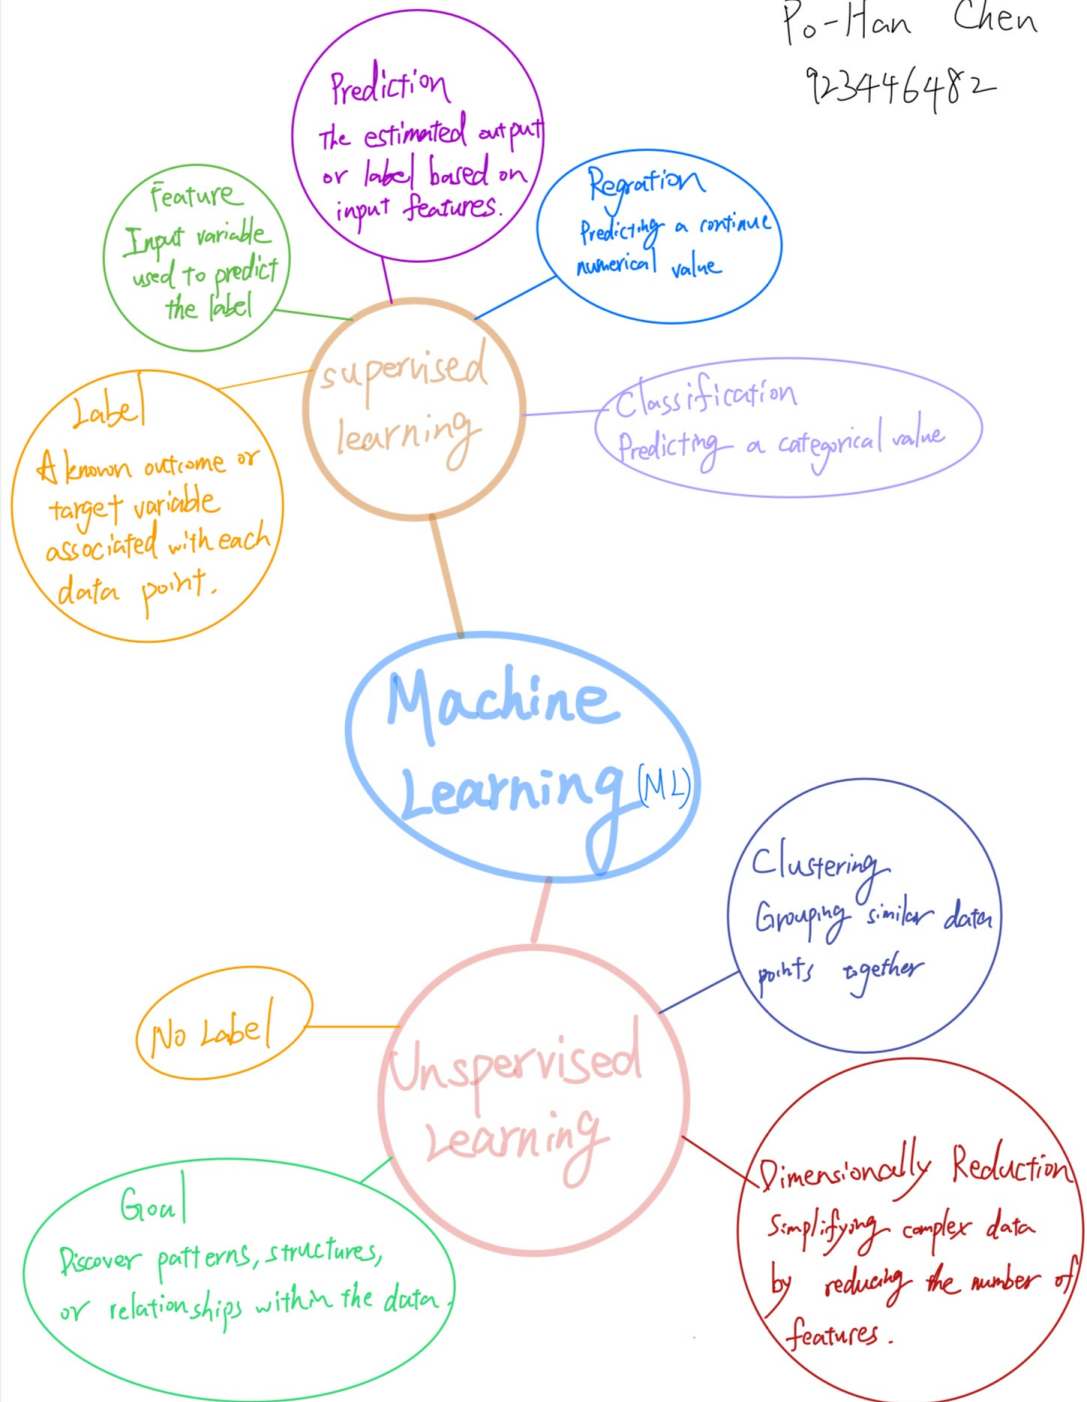 Po-Han Chen
923446482
Prediction
The estimated output
or label based on
input features.
Feature
Input variable
used to predict
the label
Regration
Predicting a continue
numerical value
supervised
learning
Classification
Predicting a categorical value
Label
A known outcome or
target variable
associated with each
data point.
Machine
Learning (ML)
Clustering
Grouping similar data
points together
No Label
Unspervised
Learning
Dimensionally Reduction
Simplifying complex data
by reducing the number of
features.
Goal
Discover patterns, structures,
or relationships within the data.